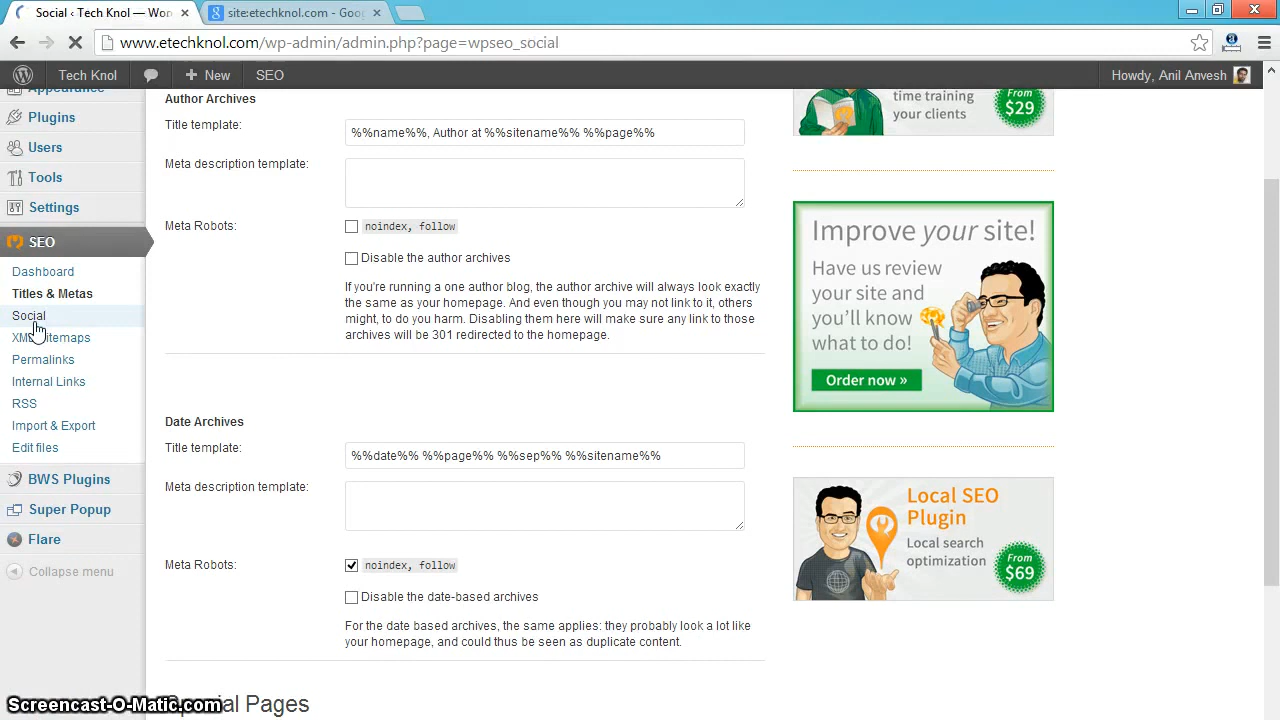 Social ‹ Tech Knol — Wor
site:etechknol.com - Goog
www.etechknol.com/wp-admin/admin.php?page=wpseo_social
Tech Knol
New
SEO
Howdy, Anil Anvesh
Appearance
Plugins
Users
Tools
Settings
SEO
Dashboard
Titles & Metas
Social
XML Sitemaps
Permalinks
Internal Links
RSS
Import & Export
Edit files
BWS Plugins
Super Popup
Flare
Collapse menu
Author Archives
Title template:
%%name%%, Author at %%sitename%% %%page%%
Meta description template:
Meta Robots:
noindex, follow
Disable the author archives
If you're running a one author blog, the author archive will always look exactly
the same as your homepage. And even though you may not link to it, others
might, to do you harm. Disabling them here will make sure any link to those
archives will be 301 redirected to the homepage.
Date Archives
Title template:
%%date%% %%page%% %%sep%% %%sitename%%
Meta description template:
Meta Robots:
noindex, follow
Disable the date-based archives
For the date based archives, the same applies: they probably look a lot like
your homepage, and could thus be seen as duplicate content.
Special Pages
time training
your clients
From
$29
Improve your site!
Have us review
your site and
you'll know
what to do!
Order now »
Local SEO
Plugin
Local search
optimization
From
$69
Screencast-O-Matic.com